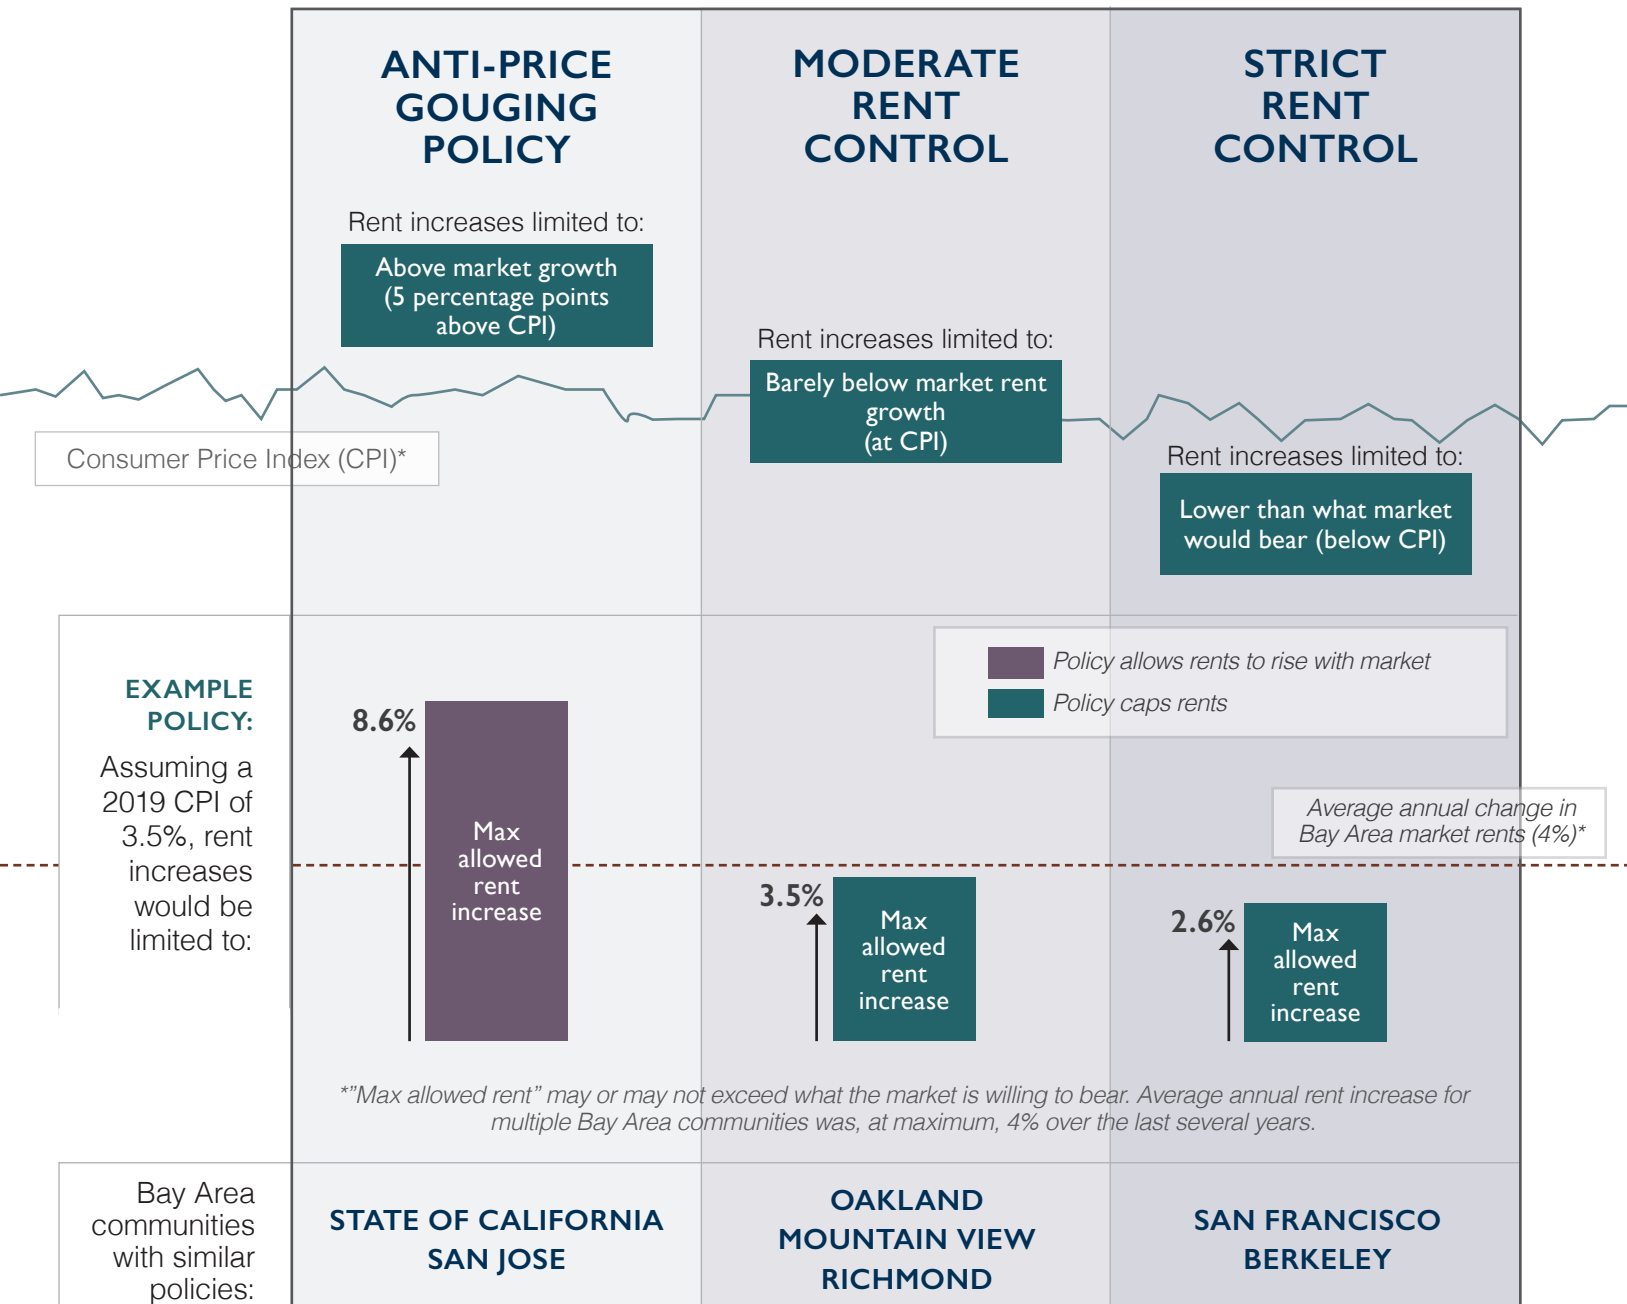 ANTI-PRICE
GOUGING
POLICY
MODERATE
RENT
CONTROL
STRICT
RENT
CONTROL
Rent increases limited to:
Above market growth
(5 percentage points
above CPI)
Rent increases limited to:
Barely below market rent
growth
(at CPI)
Rent increases limited to:
Lower than what market
would bear (below CPI)
Consumer Price Index (CPI)*
EXAMPLE
POLICY:
Assuming a
2019 CPI of
3.5%, rent
increases
would be
limited to:
Policy allows rents to rise with market
Policy caps rents
Average annual change in
Bay Area market rents (4%)*
8.6%
Max
allowed
rent
increase
3.5%
Max
allowed
rent
increase
2.6%
Max
allowed
rent
increase
*”Max allowed rent” may or may not exceed what the market is willing to bear. Average annual rent increase for
multiple Bay Area communities was, at maximum, 4% over the last several years.
Bay Area
communities
with similar
policies:
STATE OF CALIFORNIA
SAN JOSE
OAKLAND
MOUNTAIN VIEW
RICHMOND
SAN FRANCISCO
BERKELEY